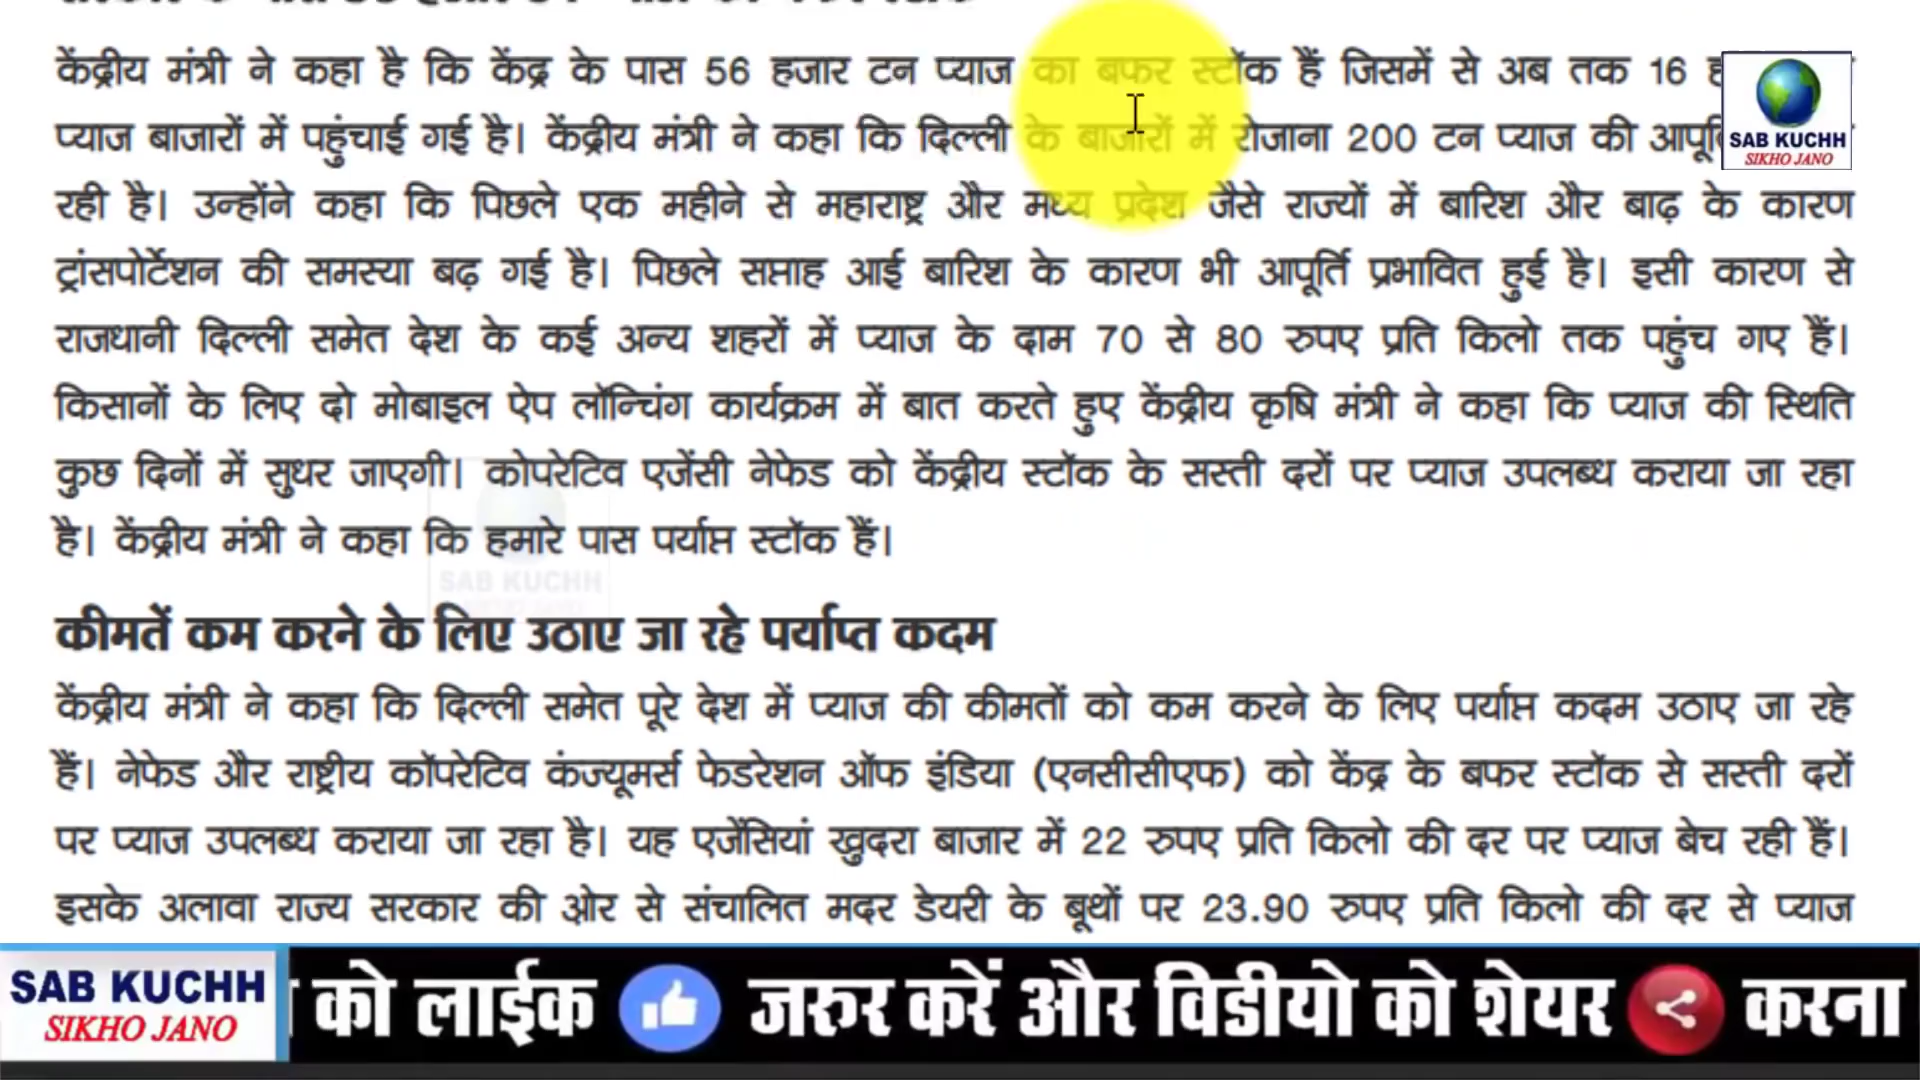 केंद्रीय मंत्री ने कहा है कि केंद्र के पास 56 हजार टन प्याज का बफर स्टॉक हैं जिसमें से अब तक 16
प्याज बाजारों में पहुंचाई गई है। केंद्रीय मंत्री ने कहा कि दिल्ली के बाजारों में रोजाना 200 टन प्याज की
रही है। उन्होंने कहा कि पिछले एक महीने से महाराष्ट्र और मध्य प्रदेश जैसे राज्यों में बारिश और बाढ़ के कारण
ट्रांसपोर्टेशन की समस्या बढ़ गई है। पिछले सप्ताह आई बारिश के कारण भी आपूर्ति प्रभावित हुई है। इसी कारण से
राजधानी दिल्ली समेत देश के कई अन्य शहरों में प्याज के दाम 70 से 80 रुपए प्रति किलो तक पहुंच गए हैं।
किसानों के लिए दो मोबाइल ऐप लॉन्चिंग कार्यक्रम में बात करते हुए केंद्रीय कृषि मंत्री ने कहा कि प्याज की स्थिति
कुछ दिनों में सुधर जाएगी। कोपरेटिव एजेंसी नेफेड को केंद्रीय स्टॉक के सस्ती दरों पर प्याज उपलब्ध कराया जा रहा
है। केंद्रीय मंत्री ने कहा कि हमारे पास पर्याप्त स्टॉक हैं।
SAB KUCHH
SIKHO JANO
SAB KUCHH
कीमतें कम करने के लिए उठाए जा रहे पर्याप्त कदम
केंद्रीय मंत्री ने कहा कि दिल्ली समेत पूरे देश में प्याज की कीमतों को कम करने के लिए पर्याप्त कदम उठाए जा रहे
हैं। नेफेड और राष्ट्रीय कॉपरेटिव कंज्यूमर्स फेडरेशन ऑफ इंडिया (एनसीसीएफ) को केंद्र के बफर स्टॉक से सस्ती दरों
पर प्याज उपलब्ध कराया जा रहा है। यह एजेंसियां खुदरा बाजार में 22 रुपए प्रति किलो की दर पर प्याज बेच रही हैं।
इसके अलावा राज्य सरकार की ओर से संचालित मदर डेयरी के बूथों पर 23.90 रुपए प्रति किलो की दर से प्याज
SAB KUCHH
SIKHO JANO
को लाईक जरूर करें और विडीयो को शेयर करना